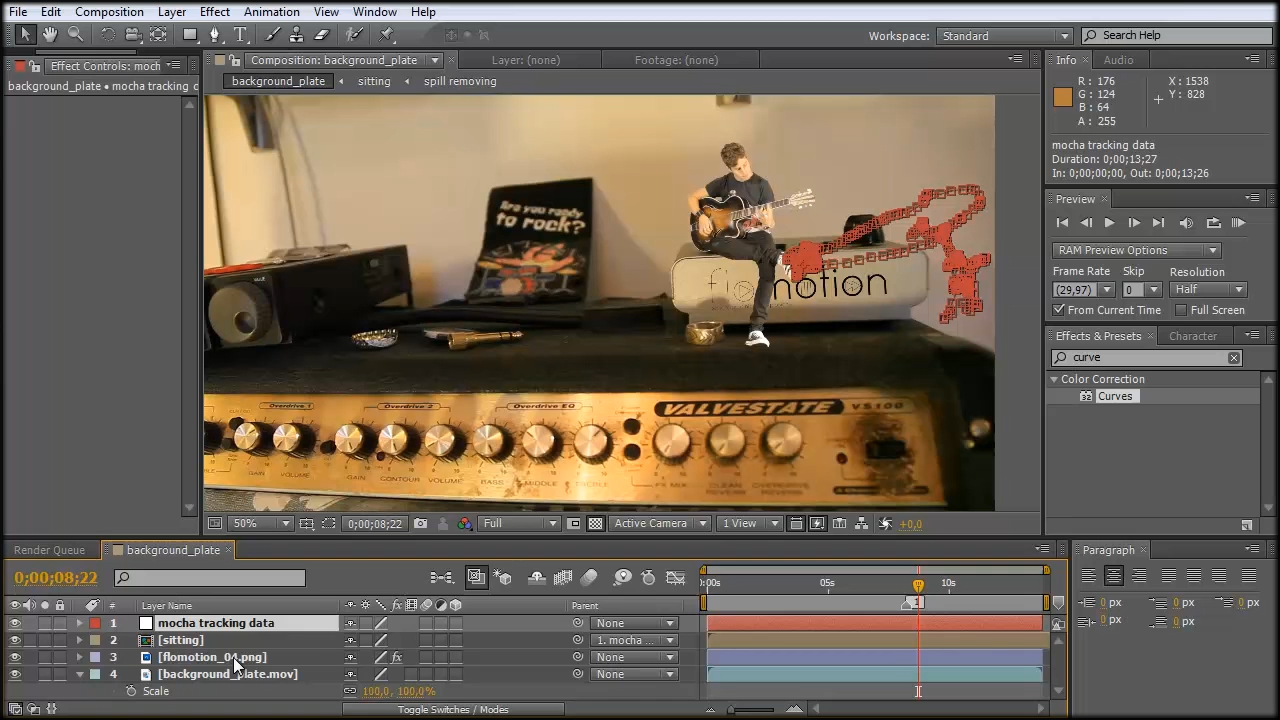 File Edit Composition Layer Effect Animation View Window Help
Workspace: Standard Search Help
Effect Controls: moch
Composition: background_plate Layer: (none) Footage: (none)
Info Audio
background_plate • mocha tracking d
background_plate sitting spill removing
R: 176 X: 1538
G: 124 Y: 828
B: 64
A: 255
mocha tracking data
Duration: 0;00;13;27
In: 0;00;00;00, Out: 0;00;13;26
Preview
RAM Preview Options
Frame Rate Skip Resolution
(29,97) 0 Half
From Current Time Full Screen
Effects & Presets Character
curve
Color Correction
32 Curves
Are you ready
to rock?
flomotion
Overdrive 1 Overdrive 2 Overdrive EQ VALVESTATE VS100
GAIN VOLUME GAIN CONTOUR VOLUME BASS MIDDLE TREBLE FX MIX CLEAN REVERB OVERDRIVE REVERB
50% 0;00;08;22 Full Active Camera 1 View +0,0
Render Queue background_plate
Paragraph
0;00;08;22
0 px 0 px 0 px
0 px 0 px
:00s 05s 10s
# Layer Name fx Parent
1 mocha tracking data None
2 [sitting] 1. mocha ...
3 [flomotion_04.png] fx None
4 [background_plate.mov] None
Scale 100,0, 100,0%
Toggle Switches / Modes